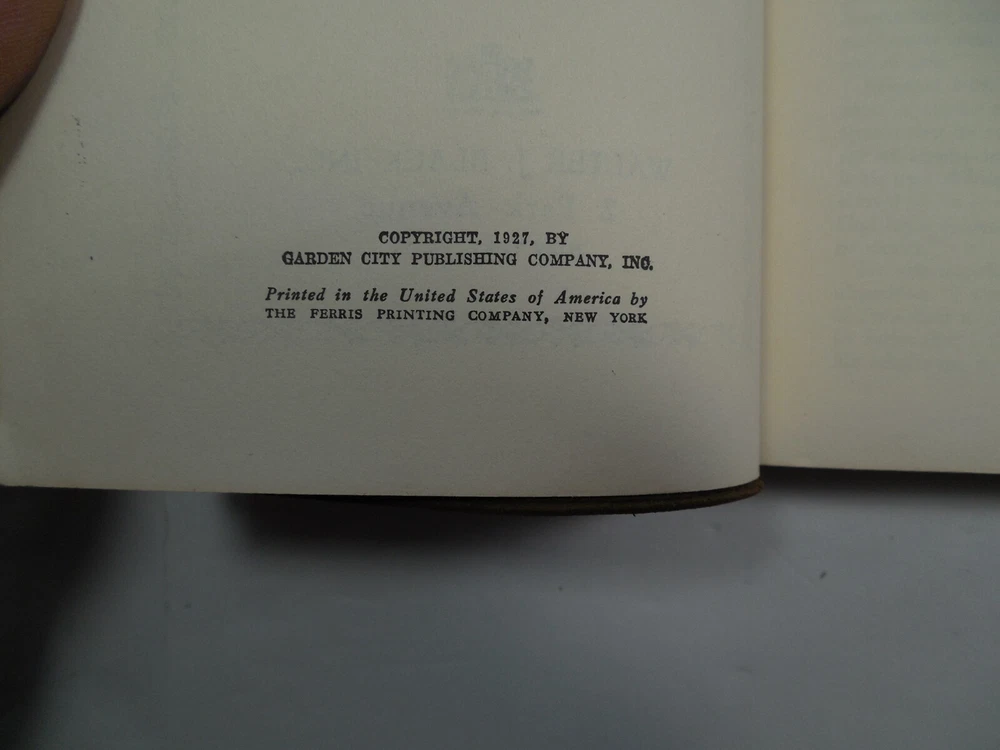 COPYRIGHT, 1927, BY
GARDEN CITY PUBLISHING COMPANY, INC.
Printed in the United States of America by
THE FERRIS PRINTING COMPANY, NEW YORK